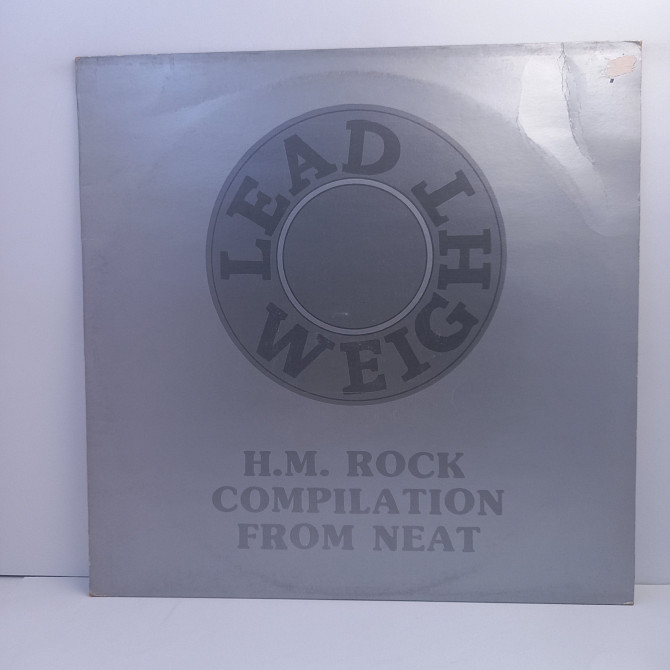 LEAD WEIGHT
H.M. ROCK
COMPILATION
FROM NEAT